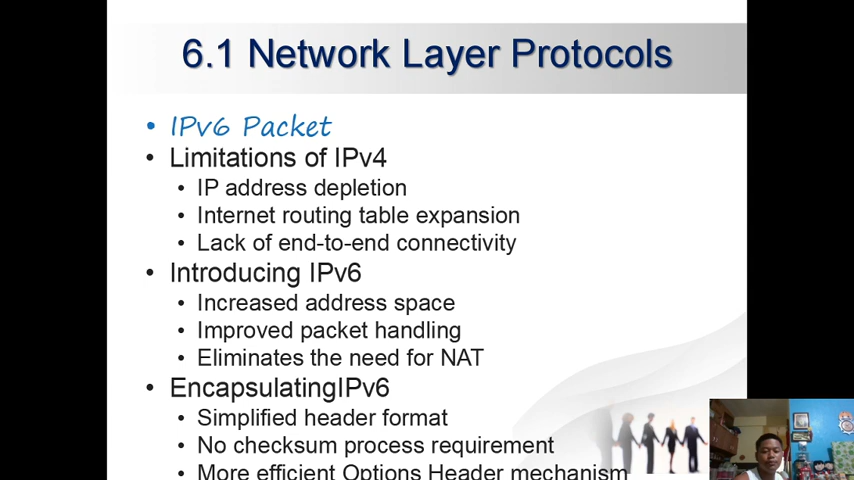 6.1 Network Layer Protocols
• IPv6 Packet
• Limitations of IPv4
• IP address depletion
• Internet routing table expansion
• Lack of end-to-end connectivity
• Introducing IPv6
• Increased address space
• Improved packet handling
• Eliminates the need for NAT
• EncapsulatingIPv6
• Simplified header format
• No checksum process requirement
• More efficient Options Header mechanism